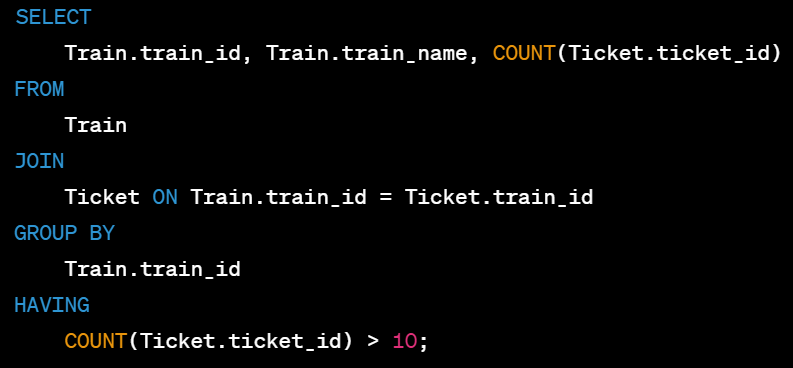 SELECT
    Train.train_id, Train.train_name, COUNT(Ticket.ticket_id)
FROM
    Train
JOIN
    Ticket ON Train.train_id = Ticket.train_id
GROUP BY
    Train.train_id
HAVING
    COUNT(Ticket.ticket_id) > 10;